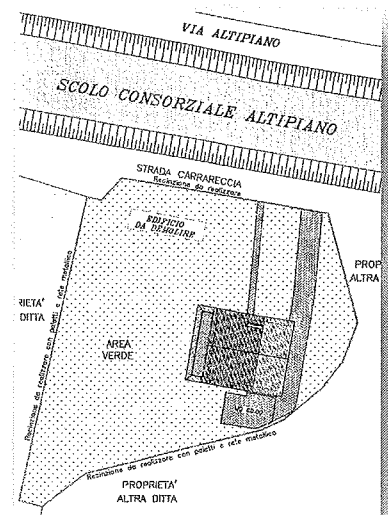 VIA ALTIPIANO
SCOLO CONSORZIALE ALTIPIANO
STRADA CARRARECCIA
Recinzione da realizzare
EDIFICIO
DA DEMOLIRE
PROP
ALTRA
RIETA'
DITTA
Recinzione da realizzare con paletti e rete metallica
AREA
VERDE
Recinzione da realizzare con paletti e rete metallica
PROPRIETA'
ALTRA DITTA